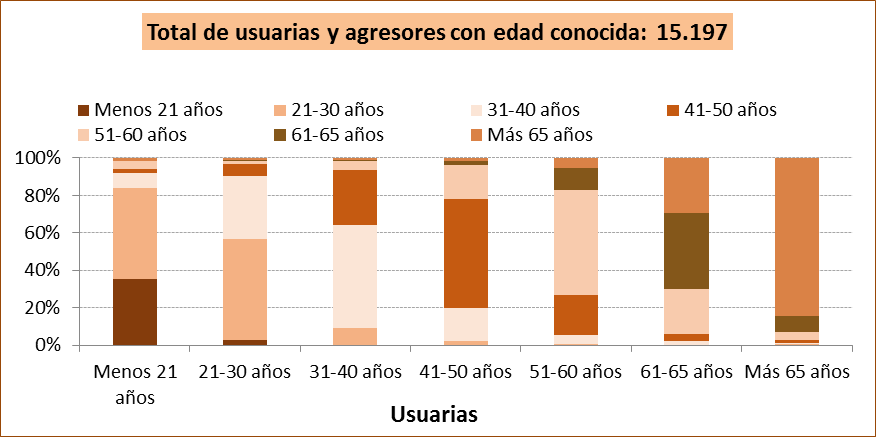 Total de usuarias y agresores con edad conocida: 15.197
Menos 21 años 21-30 años 31-40 años 41-50 años
51-60 años 61-65 años Más 65 años
100%
80%
60%
40%
20%
0%
Menos 21 21-30 años 31-40 años 41-50 años 51-60 años 61-65 años Más 65 años
años
Usuarias